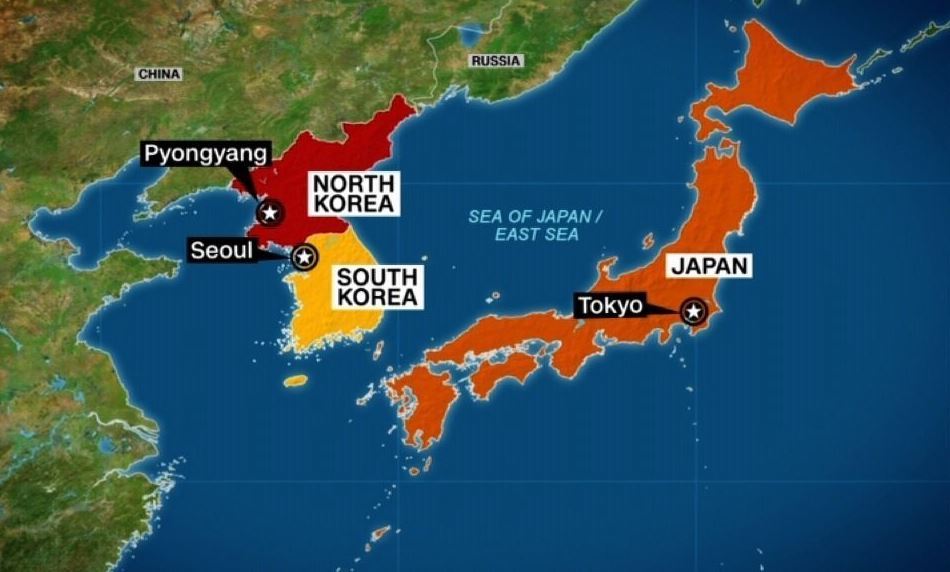 CHINA
RUSSIA
Pyongyang
NORTH
KOREA
SEA OF JAPAN /
EAST SEA
Seoul
SOUTH
KOREA
JAPAN
Tokyo